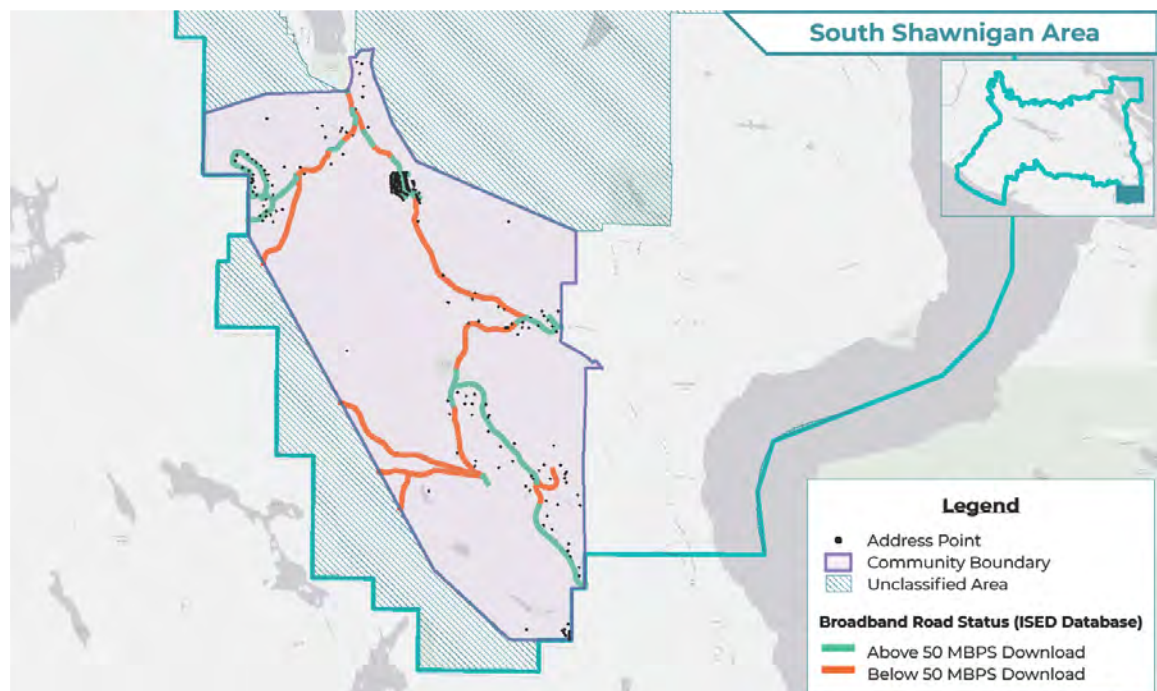 South Shawnigan Area
Legend
Address Point
Community Boundary
Unclassified Area
Broadband Road Status (ISED Database)
Above 50 MBPS Download
Below 50 MBPS Download